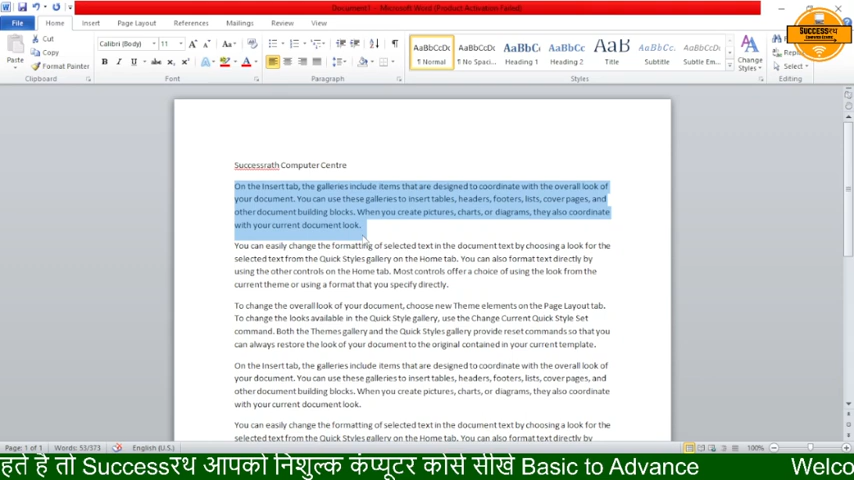 Document1 - Microsoft Word (Product Activation Failed)
File Home Insert Page Layout References Mailings Review View
Paste
Cut
Copy
Format Painter
Clipboard
Calibri (Body) 11
Font
Paragraph
AaBbCcDc AaBbCcDc AaBbC AaBbCc AaB AaBbCc. AaBbCcDc
¶ Normal ¶ No Spaci... Heading 1 Heading 2 Title Subtitle Subtle Em...
Change
Styles
Styles
Select
Editing
Successरथ
Successrath Computer Centre
On the Insert tab, the galleries include items that are designed to coordinate with the overall look of
your document. You can use these galleries to insert tables, headers, footers, lists, cover pages, and
other document building blocks. When you create pictures, charts, or diagrams, they also coordinate
with your current document look.
You can easily change the formatting of selected text in the document text by choosing a look for the
selected text from the Quick Styles gallery on the Home tab. You can also format text directly by
using the other controls on the Home tab. Most controls offer a choice of using the look from the
current theme or using a format that you specify directly.
To change the overall look of your document, choose new Theme elements on the Page Layout tab.
To change the looks available in the Quick Style gallery, use the Change Current Quick Style Set
command. Both the Themes gallery and the Quick Styles gallery provide reset commands so that you
can always restore the look of your document to the original contained in your current template.
On the Insert tab, the galleries include items that are designed to coordinate with the overall look of
your document. You can use these galleries to insert tables, headers, footers, lists, cover pages, and
other document building blocks. When you create pictures, charts, or diagrams, they also coordinate
with your current document look.
You can easily change the formatting of selected text in the document text by choosing a look for the
selected text from the Quick Styles gallery on the Home tab. You can also format text directly by
Page: 1 of 1 Words: 53/373 English (U.S.) 100%
हते है तो Successरथ आपको निशुल्क कंप्यूटर कोर्स सीखे Basic to Advance Welco